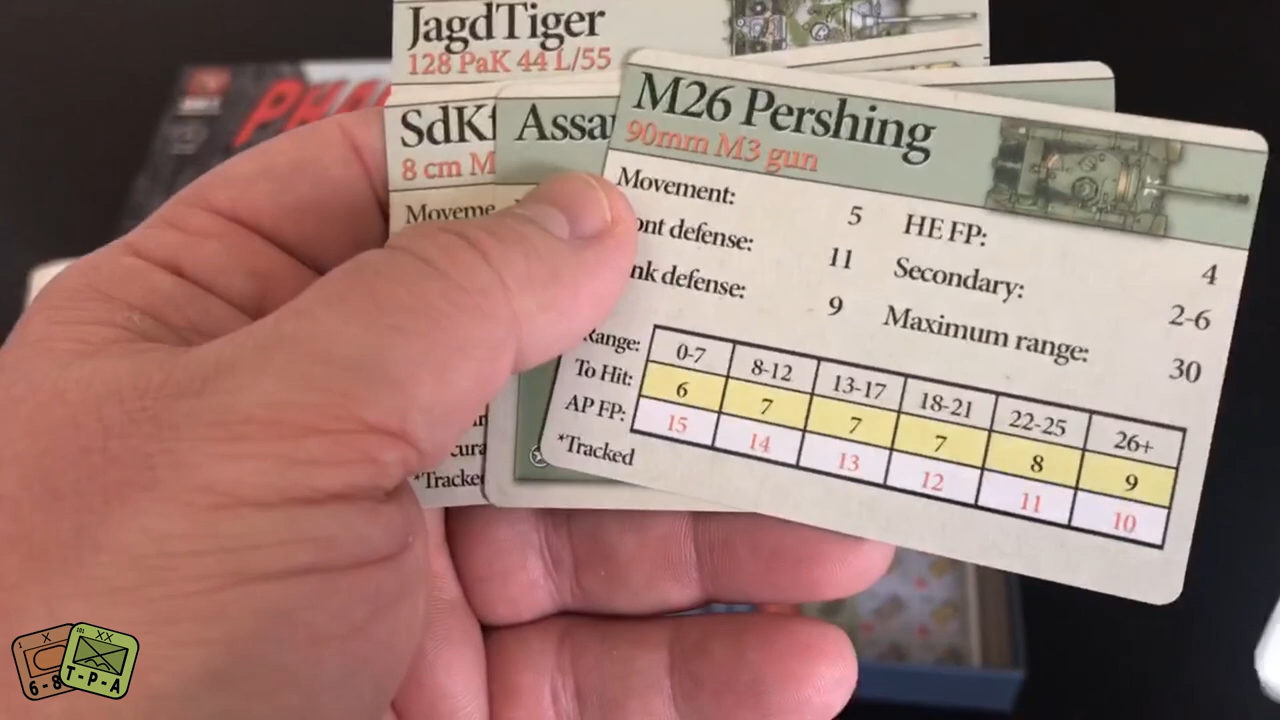 JagdTiger
128 PaK 44 L/55
SdKf
8 cm M
Moveme
cura
*Tracke
Assa
M26 Pershing
90mm M3 gun
Movement: 5 HE FP: 4
ont defense: 11 Secondary: 2-6
nk defense: 9 Maximum range: 30
Range: 0-7 8-12 13-17 18-21 22-25 26+
To Hit: 6 7 7 7 8 9
AP FP: 15 14 13 12 11 10
*Tracked
X XX
6-8 T-P-A